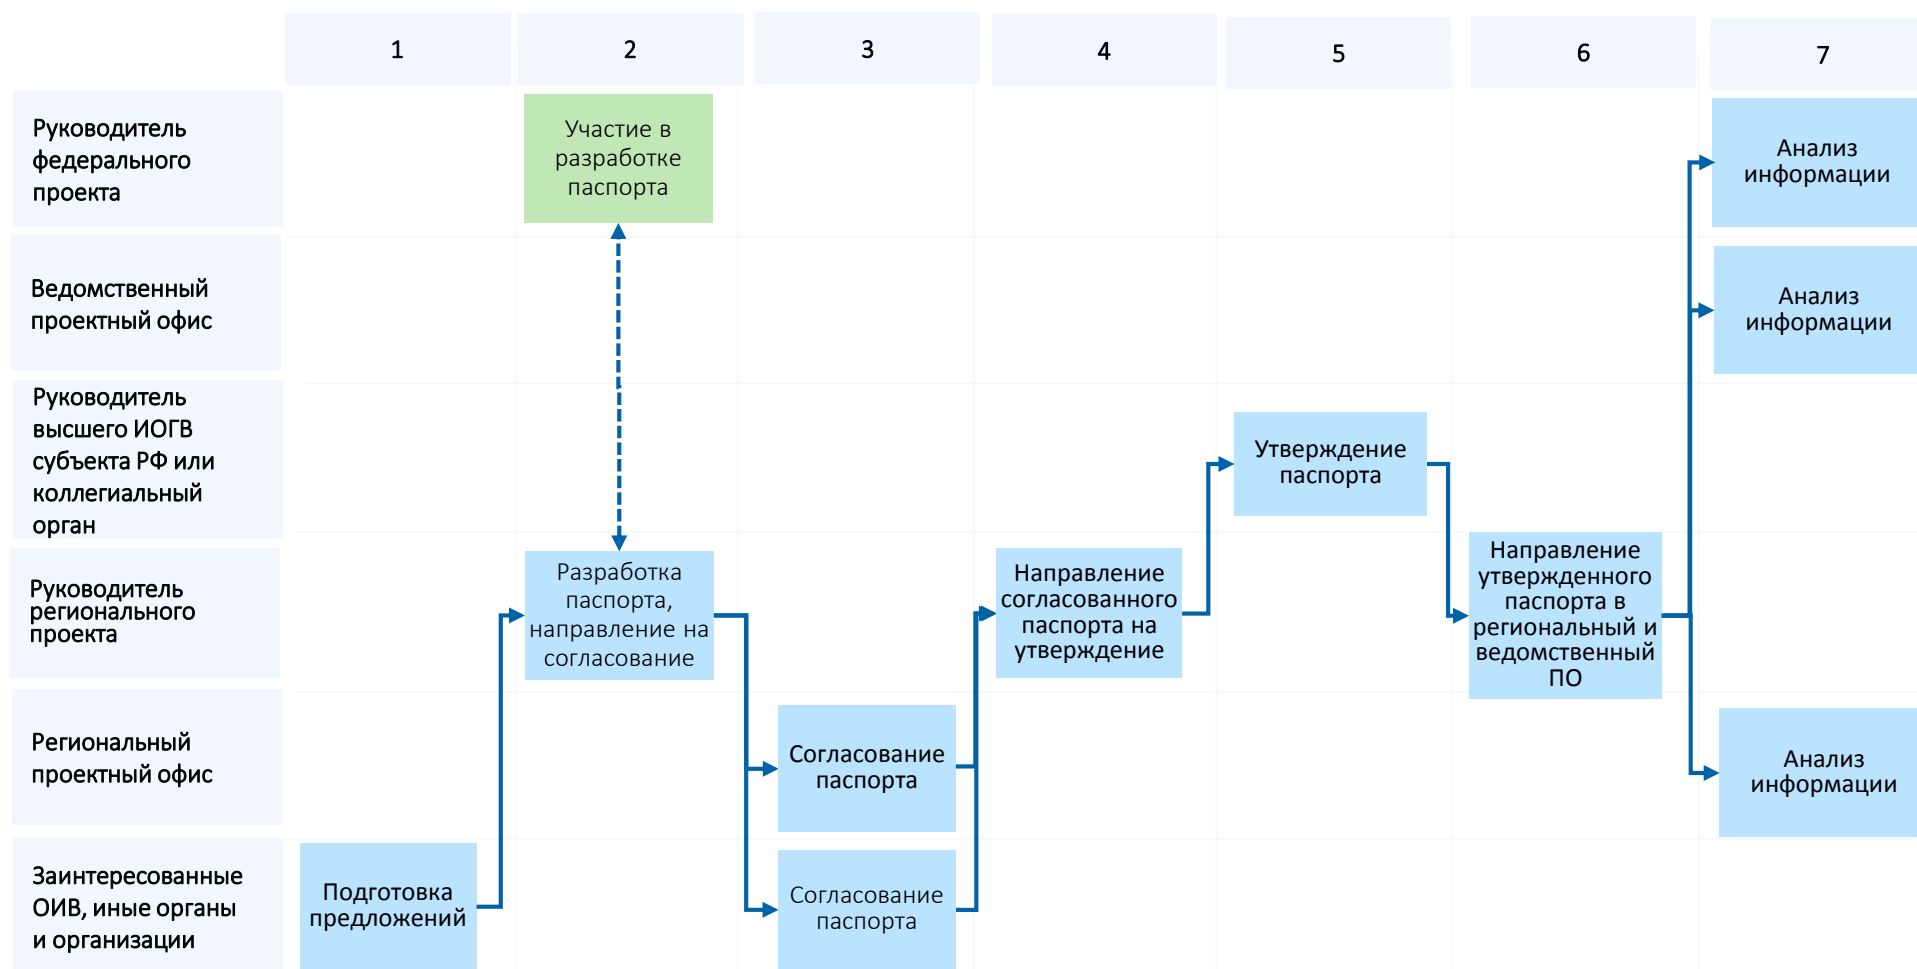 1
2
3
4
5
6
7
Руководитель
федерального
проекта
Участие в
разработке
паспорта
Анализ
информации
Ведомственный
проектный офис
Анализ
информации
Руководитель
высшего ИОГВ
субъекта РФ или
коллегиальный
орган
Утверждение
паспорта
Руководитель
регионального
проекта
Разработка
паспорта,
направление на
согласование
Направление
согласованного
паспорта на
утверждение
Направление
утвержденного
паспорта в
региональный и
ведомственный
ПО
Региональный
проектный офис
Согласование
паспорта
Анализ
информации
Заинтересованные
ОИВ, иные органы
и организации
Подготовка
предложений
Согласование
паспорта